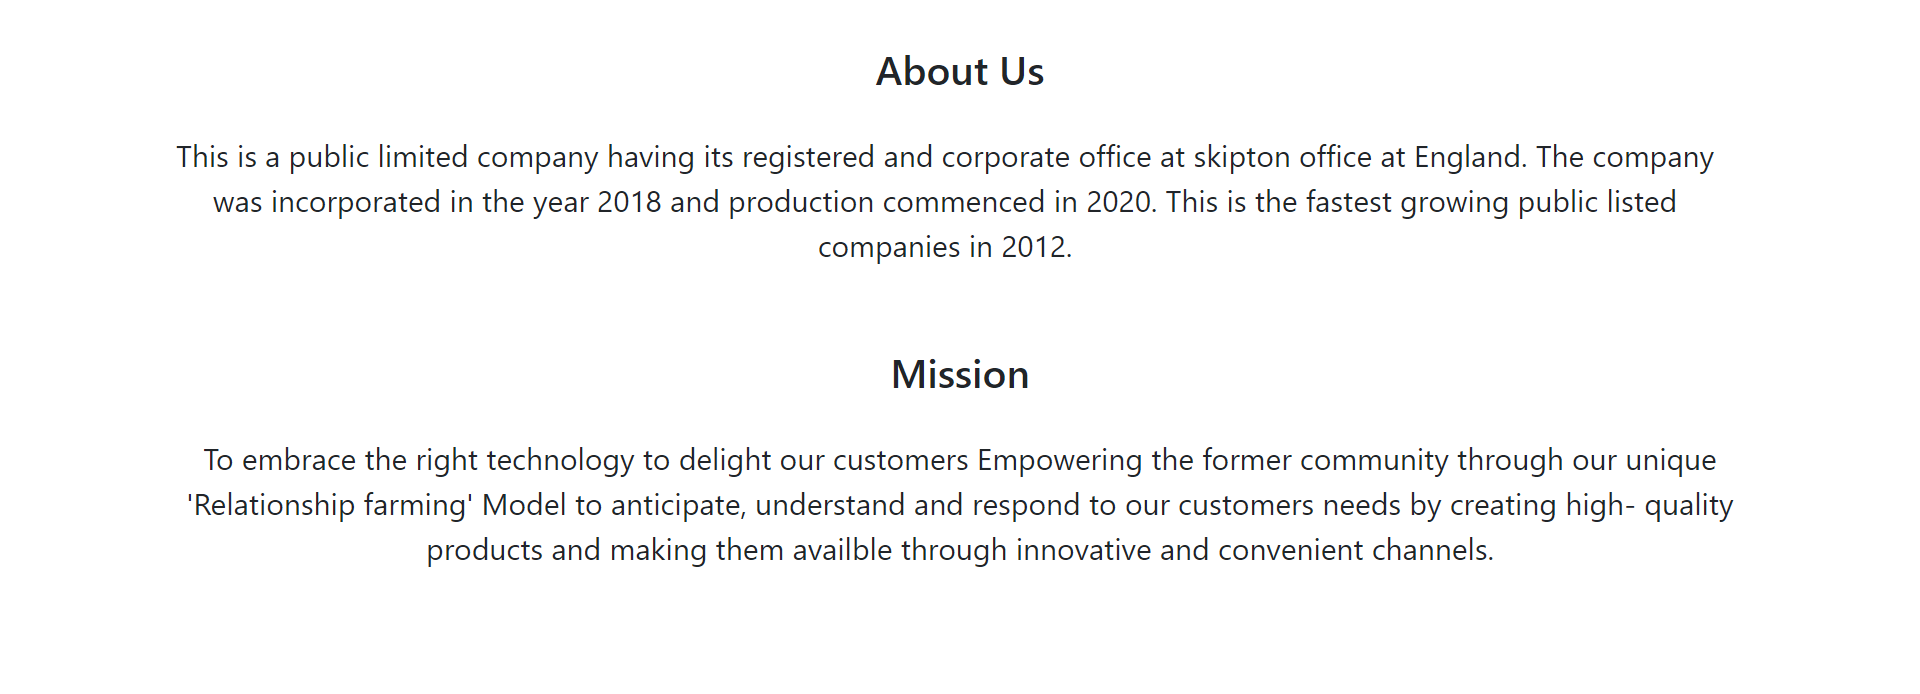 About Us
This is a public limited company having its registered and corporate office at skipton office at England. The company
was incorporated in the year 2018 and production commenced in 2020. This is the fastest growing public listed
companies in 2012.
Mission
To embrace the right technology to delight our customers Empowering the former community through our unique
'Relationship farming' Model to anticipate, understand and respond to our customers needs by creating high- quality
products and making them availble through innovative and convenient channels.